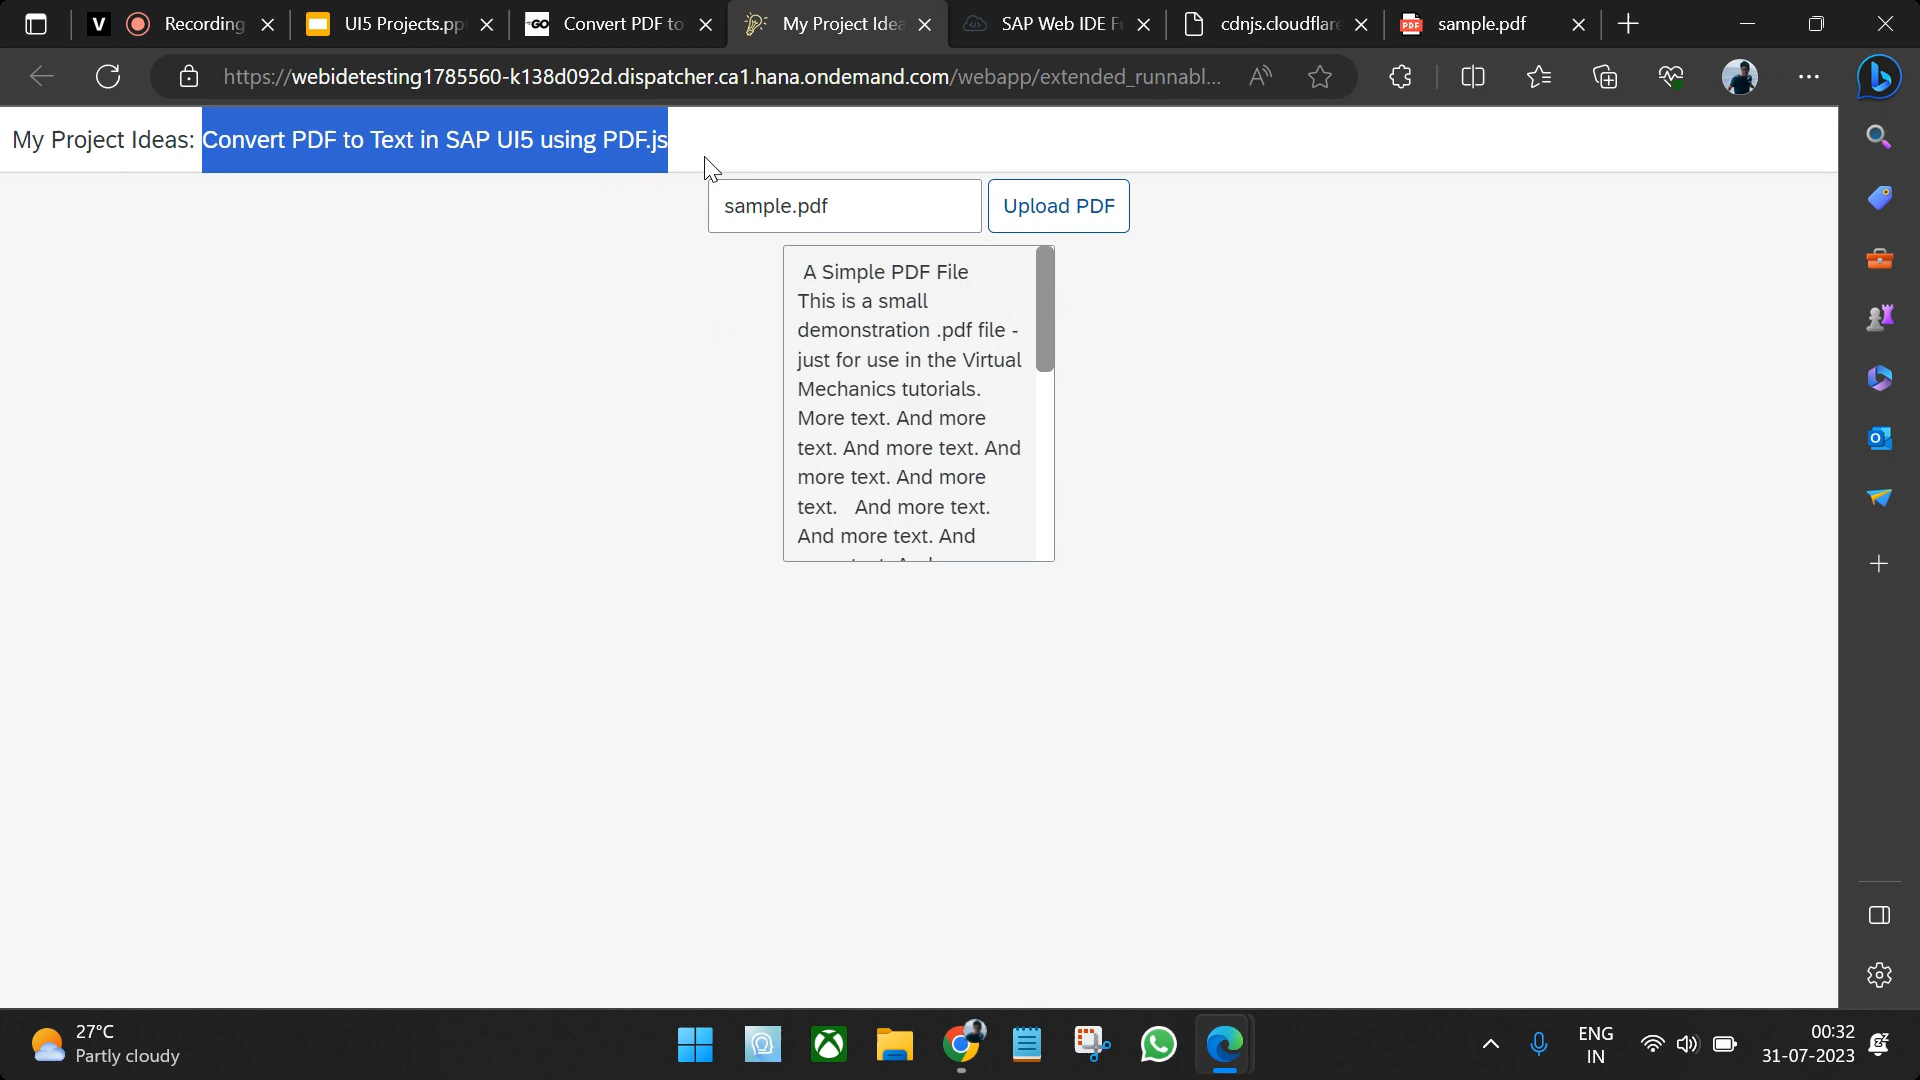 Recording
UI5 Projects.pp
Convert PDF to
My Project Idea
SAP Web IDE Fu
cdnjs.cloudflare
sample.pdf
https://webidetesting1785560-k138d092d.dispatcher.ca1.hana.ondemand.com/webapp/extended_runnabl...
My Project Ideas: Convert PDF to Text in SAP UI5 using PDF.js
sample.pdf
Upload PDF
A Simple PDF File
This is a small
demonstration .pdf file -
just for use in the Virtual
Mechanics tutorials.
More text. And more
text. And more text. And
more text. And more
text.   And more text.
And more text. And
27°C
Partly cloudy
ENG
IN
00:32
31-07-2023